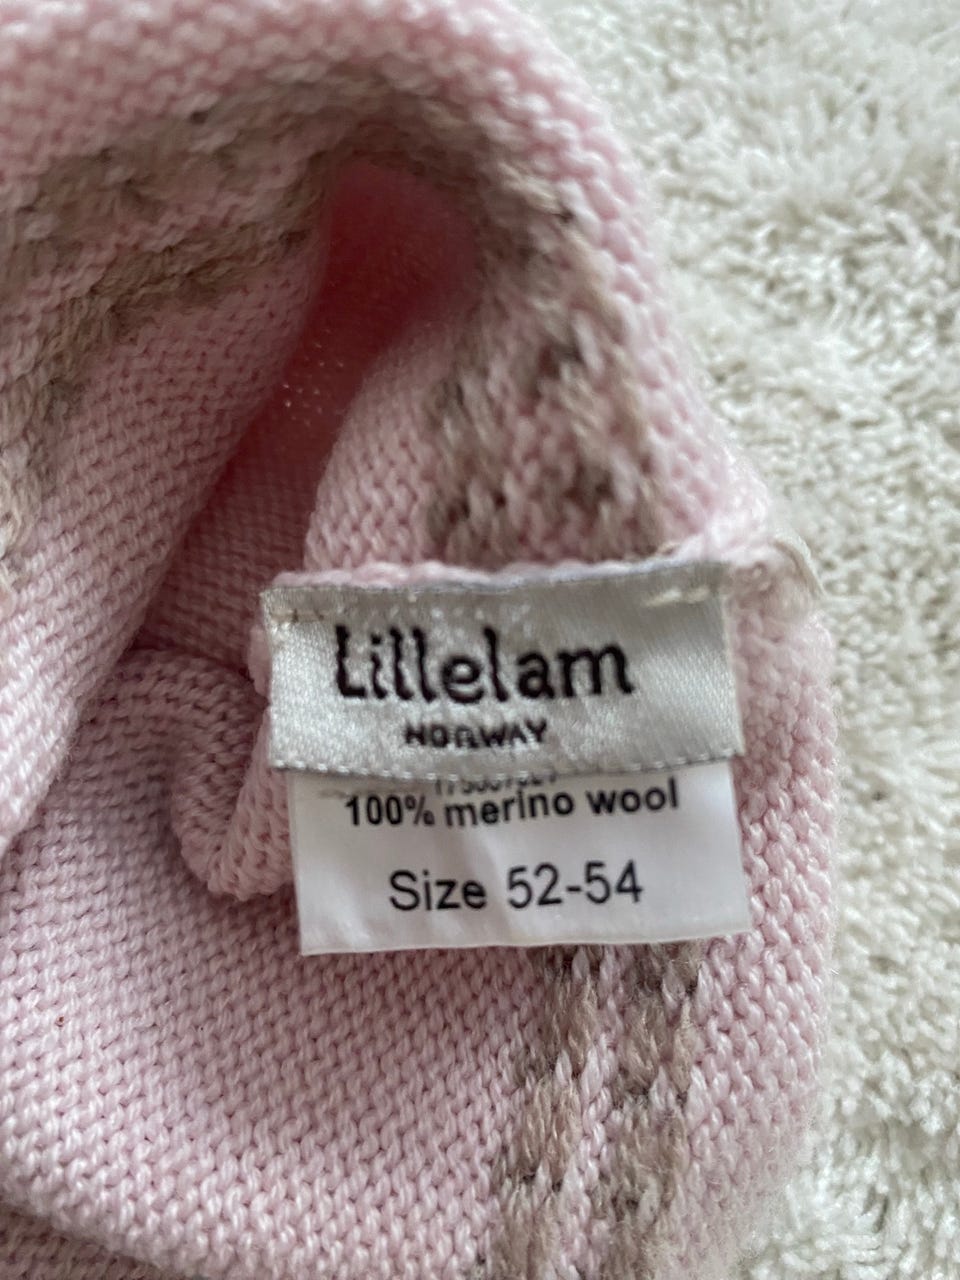 Lillelam
NORWAY
100% merino wool
Size 52-54